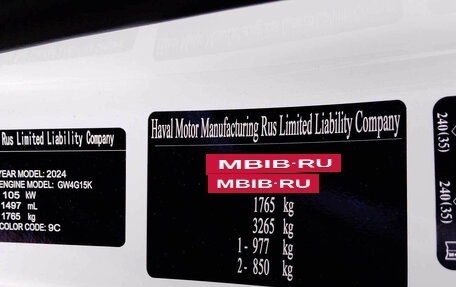 Rus Limited Liability Company
YEAR MODEL: 2024
ENGINE MODEL: GW4G15K
105 kW
1497 mL
1765 kg
COLOR CODE: 9C
Haval Motor Manufacturing Rus Limited Liability Company
MBIB·RU
MBIB·RU
1765 kg
3265 kg
1- 977 kg
2- 850 kg
240(35)
240(35)